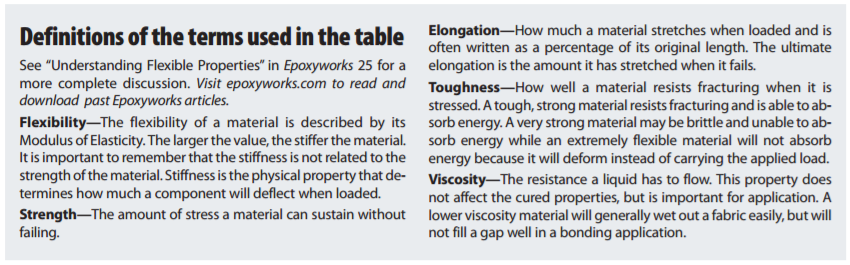 Definitions of the terms used in the table
See “Understanding Flexible Properties” in Epoxyworks 25 for a
more complete discussion. Visit epoxyworks.com to read and
download past Epoxyworks articles.
Flexibility—The flexibility of a material is described by its
Modulus of Elasticity. The larger the value, the stiffer the material.
It is important to remember that the stiffness is not related to the
strength of the material. Stiffness is the physical property that de-
termines how much a component will deflect when loaded.
Strength—The amount of stress a material can sustain without
failing.
Elongation—How much a material stretches when loaded and is
often written as a percentage of its original length. The ultimate
elongation is the amount it has stretched when it fails.
Toughness—How well a material resists fracturing when it is
stressed. A tough, strong material resists fracturing and is able to ab-
sorb energy. A very strong material may be brittle and unable to ab-
sorb energy while an extremely flexible material will not absorb
energy because it will deform instead of carrying the applied load.
Viscosity—The resistance a liquid has to flow. This property does
not affect the cured properties, but is important for application. A
lower viscosity material will generally wet out a fabric easily, but will
not fill a gap well in a bonding application.